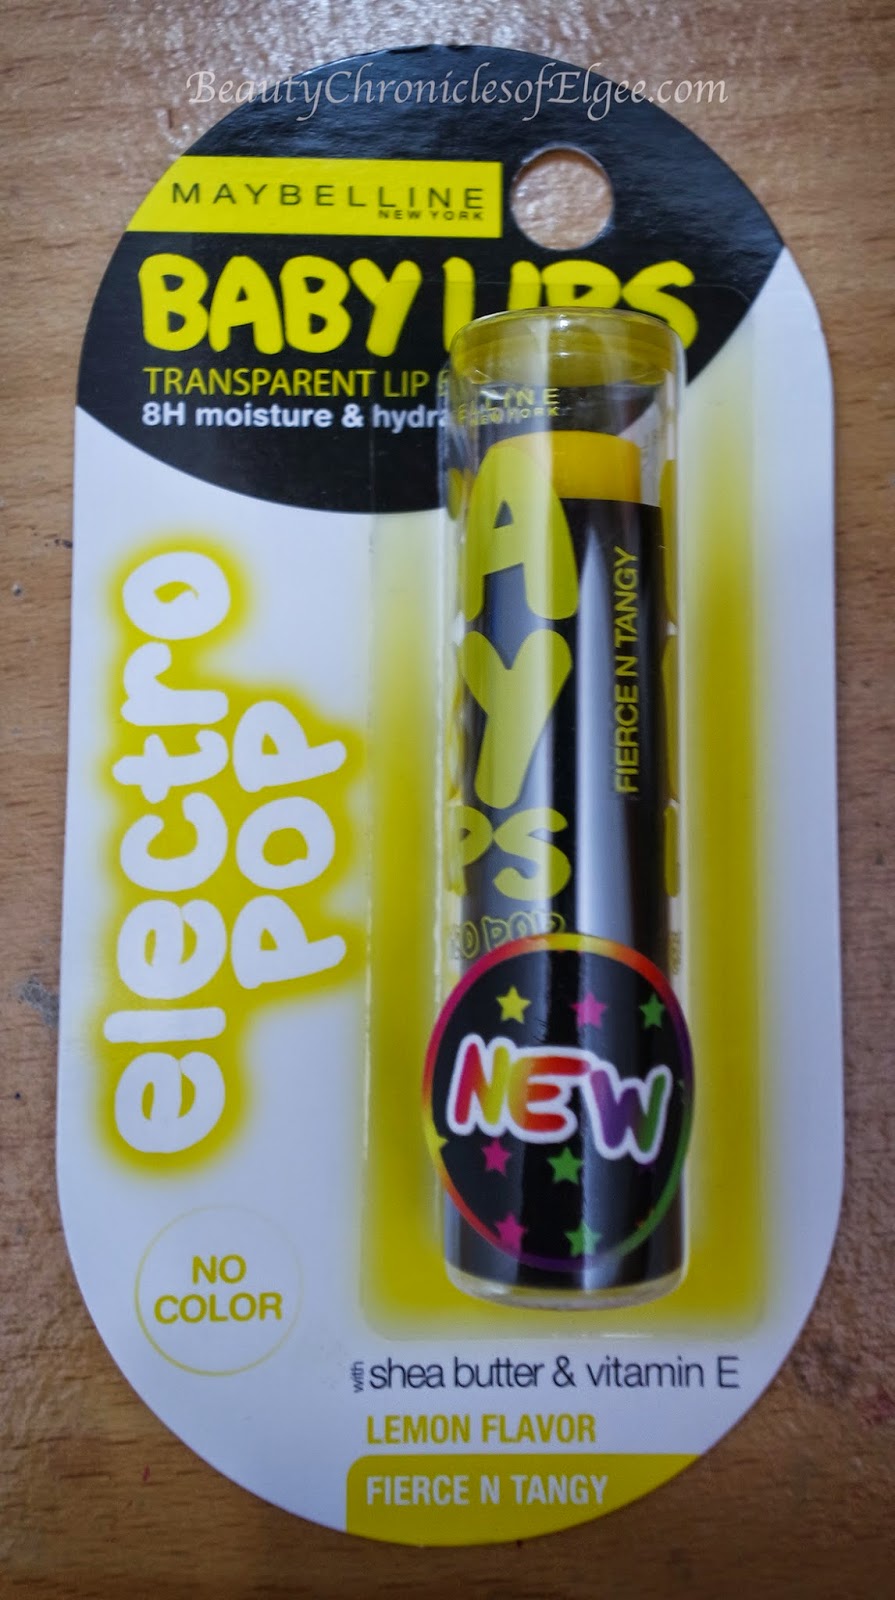 BeautyChroniclesofElgee.com
MAYBELLINE
NEW YORK
BABY LIPS
TRANSPARENT LIP
8H moisture &
electro
POP
FIERCE N TANGY
NEW
NO
COLOR
with shea butter & vitamin E
LEMON FLAVOR
FIERCE N TANGY